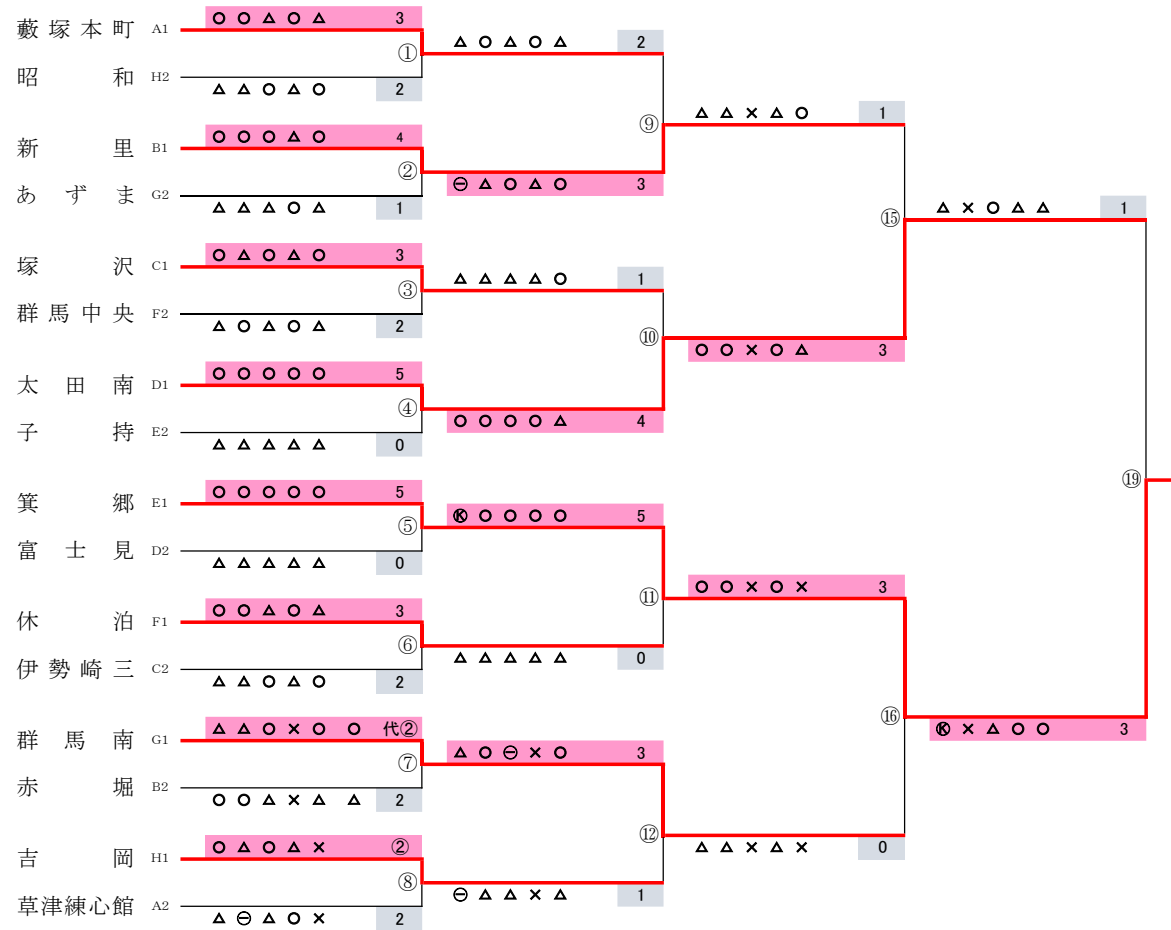 藪塚本町 A1 ○ ○ △ ○ △ 3
①
昭和 H2 △ △ ○ △ ○ 2
△ ○ △ ○ △ 2
⑨
新里 B1 ○ ○ ○ △ ○ 4
②
あずま G2 △ △ △ ○ △ 1
⊖ △ ○ △ ○ 3
△ △ × △ ○ 1
⑮
塚沢 C1 ○ △ ○ △ ○ 3
③
群馬中央 F2 △ ○ △ ○ △ 2
△ △ △ △ ○ 1
⑩
太田南 D1 ○ ○ ○ ○ ○ 5
④
子持 E2 △ △ △ △ △ 0
○ ○ ○ ○ △ 4
○ ○ × ○ △ 3
△ × ○ △ △ 1
⑲
箕郷 E1 ○ ○ ○ ○ ○ 5
⑤
富士見 D2 △ △ △ △ △ 0
Ⓚ ○ ○ ○ ○ 5
⑪
休泊 F1 ○ ○ △ ○ △ 3
⑥
伊勢崎三 C2 △ △ ○ △ ○ 2
△ △ △ △ △ 0
○ ○ × ○ × 3
⑯
群馬南 G1 △ △ ○ × ○ ○ 代②
⑦
赤堀 B2 ○ ○ △ × △ △ 2
△ ○ ⊖ × ○ 3
⑫
吉岡 H1 ○ △ ○ △ × ②
⑧
草津練心館 A2 △ ⊖ △ ○ × 2
⊖ △ △ × △ 1
△ △ × △ × 0
Ⓚ × △ ○ ○ 3